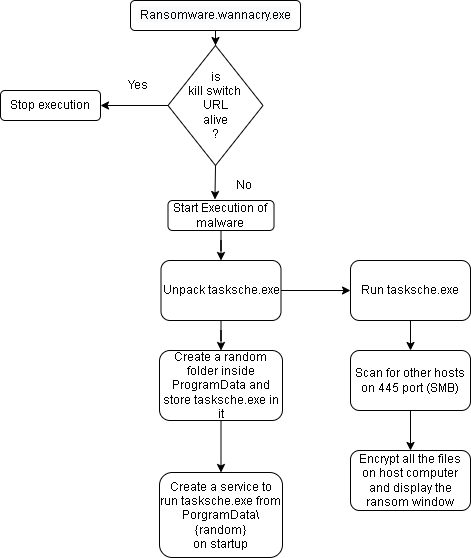 Ransomware.wannacry.exe
is
kill switch
URL
alive
?
Yes
Stop execution
No
Start Execution of
malware
Unpack tasksche.exe
Run tasksche.exe
Create a random
folder inside
ProgramData and
store tasksche.exe in
it
Scan for other hosts
on 445 port (SMB)
Create a service to
run tasksche.exe from
PorgramData\
{random}
on startup
Encrypt all the files
on host computer
and display the
ransom window